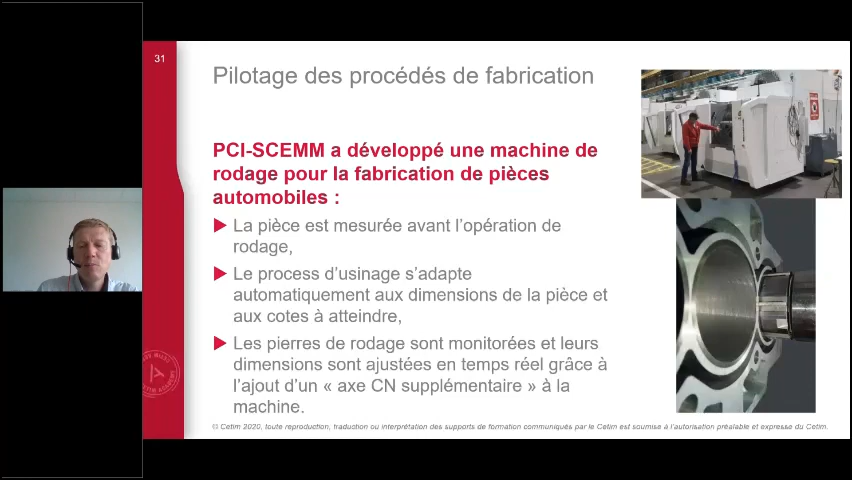 31
Pilotage des procédés de fabrication
PCI-SCEMM a développé une machine de
rodage pour la fabrication de pièces
automobiles :
La pièce est mesurée avant l’opération de
rodage,
Le process d’usinage s’adapte
automatiquement aux dimensions de la pièce et
aux cotes à atteindre,
Les pierres de rodage sont monitorées et leurs
dimensions sont ajustées en temps réel grâce à
l’ajout d’un « axe CN supplémentaire » à la
machine.
© Cetim 2020, toute reproduction, traduction ou interprétation des supports de formation communiqués par le Cetim est soumise à l’autorisation préalable et expresse du Cetim.